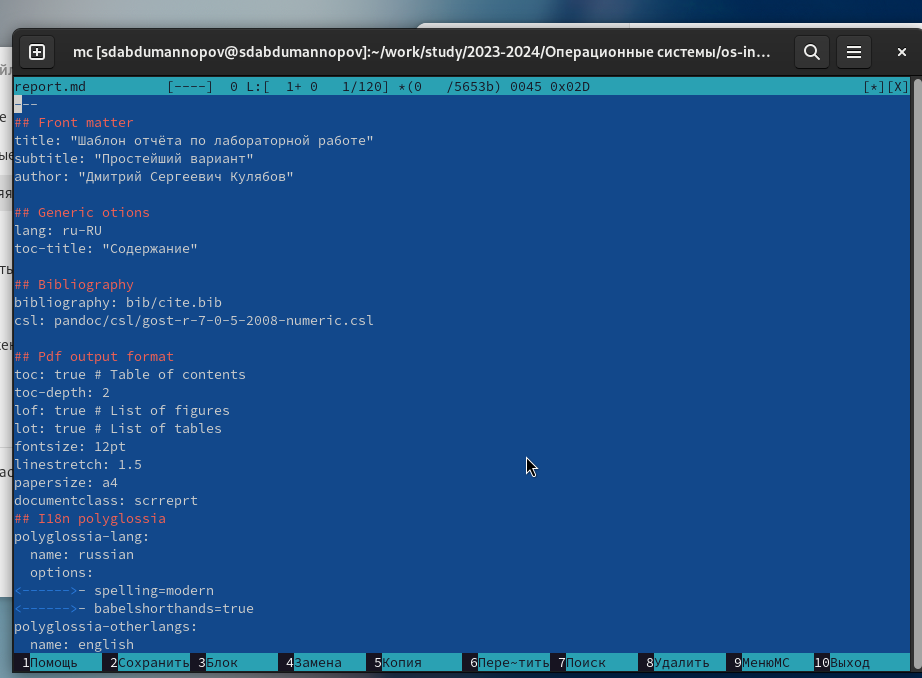 mc [sdabdumannopov@sdabdumannopov]:~/work/study/2023-2024/Операционные системы/os-in…
report.md [----] 0 L:[ 1+ 0 1/120] *(0 /5653b) 0045 0x02D [*][X]
---
## Front matter
title: "Шаблон отчёта по лабораторной работе"
subtitle: "Простейший вариант"
author: "Дмитрий Сергеевич Кулябов"
## Generic otions
lang: ru-RU
toc-title: "Содержание"
## Bibliography
bibliography: bib/cite.bib
csl: pandoc/csl/gost-r-7-0-5-2008-numeric.csl
## Pdf output format
toc: true # Table of contents
toc-depth: 2
lof: true # List of figures
lot: true # List of tables
fontsize: 12pt
linestretch: 1.5
papersize: a4
documentclass: scrreprt
## I18n polyglossia
polyglossia-lang:
name: russian
options:
<------>- spelling=modern
<------>- babelshorthands=true
polyglossia-otherlangs:
name: english
1Помощь 2Сохранить 3Блок 4Замена 5Копия 6Пере~тить 7Поиск 8Удалить 9МенюМС 10Выход